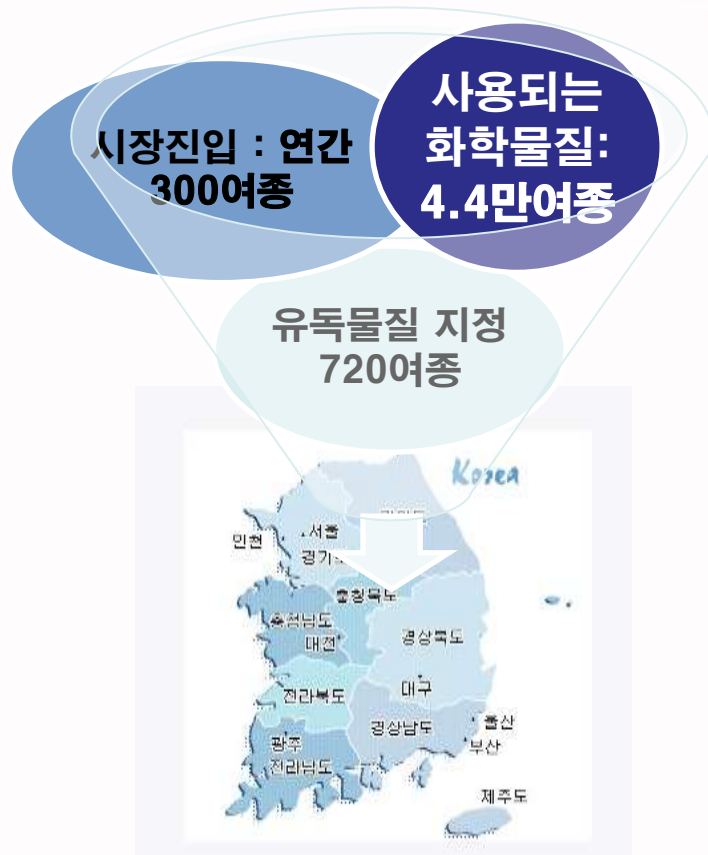 시장진입 : 연간
300여종
사용되는
화학물질:
4.4만여종
유독물질 지정
720여종
Korea
인천
서울
경기도
충청북도
충청남도
대전
경상북도
전라북도
대구
경상남도
울산
부산
광주
전라남도
제주도